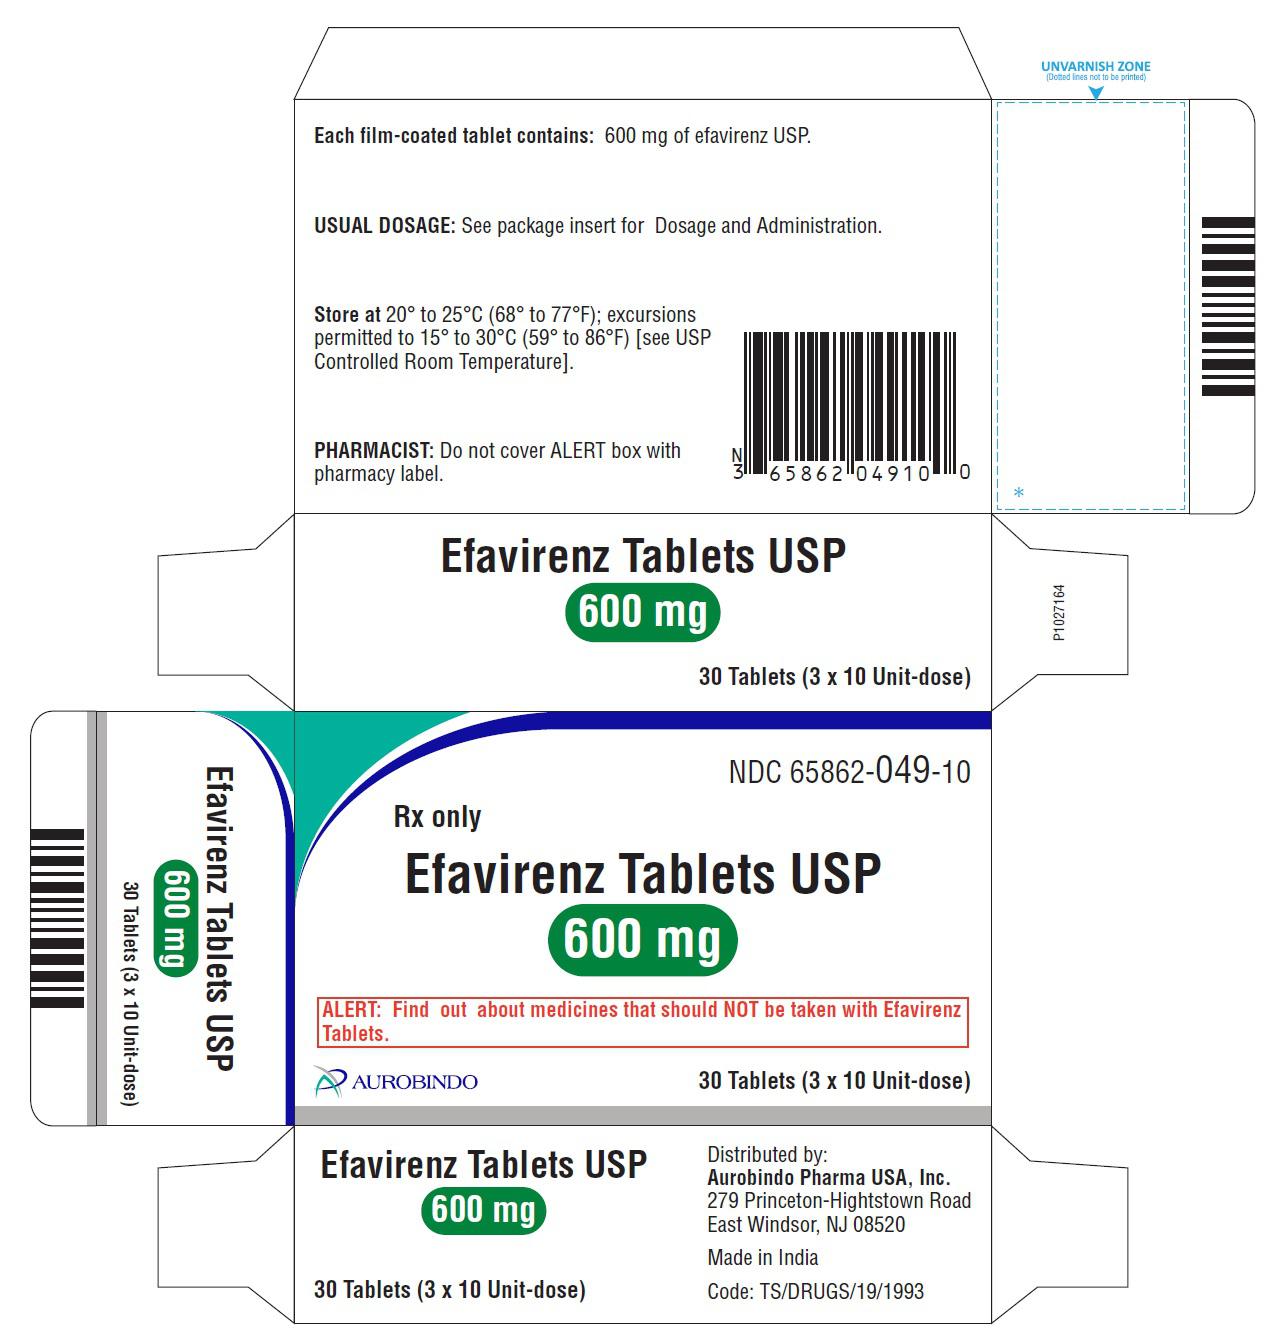 UNVARNISH ZONE
(Dotted lines not to be printed)
Each film-coated tablet contains: 600 mg of efavirenz USP.
USUAL DOSAGE: See package insert for Dosage and Administration.
Store at 20° to 25°C (68° to 77°F); excursions
permitted to 15° to 30°C (59° to 86°F) [see USP
Controlled Room Temperature].
PHARMACIST: Do not cover ALERT box with
pharmacy label.
N
3 65862 04910 0
*
Efavirenz Tablets USP
600 mg
30 Tablets (3 x 10 Unit-dose)
P1027164
Efavirenz Tablets USP
600 mg
30 Tablets (3 x 10 Unit-dose)
NDC 65862-049-10
Rx only
Efavirenz Tablets USP
600 mg
ALERT: Find out about medicines that should NOT be taken with Efavirenz
Tablets.
AUROBINDO
30 Tablets (3 x 10 Unit-dose)
Efavirenz Tablets USP
600 mg
30 Tablets (3 x 10 Unit-dose)
Distributed by:
Aurobindo Pharma USA, Inc.
279 Princeton-Hightstown Road
East Windsor, NJ 08520
Made in India
Code: TS/DRUGS/19/1993